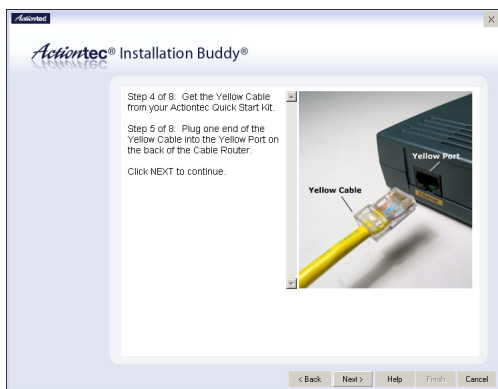 Actiontec
X
Actiontec® Installation Buddy®
Step 4 of 8: Get the Yellow Cable
from your Actiontec Quick Start Kit.
Step 5 of 8: Plug one end of the
Yellow Cable into the Yellow Port on
the back of the Cable Router.
Click NEXT to continue.
Yellow Port
Yellow Cable
< Back Next > Help Finish Cancel